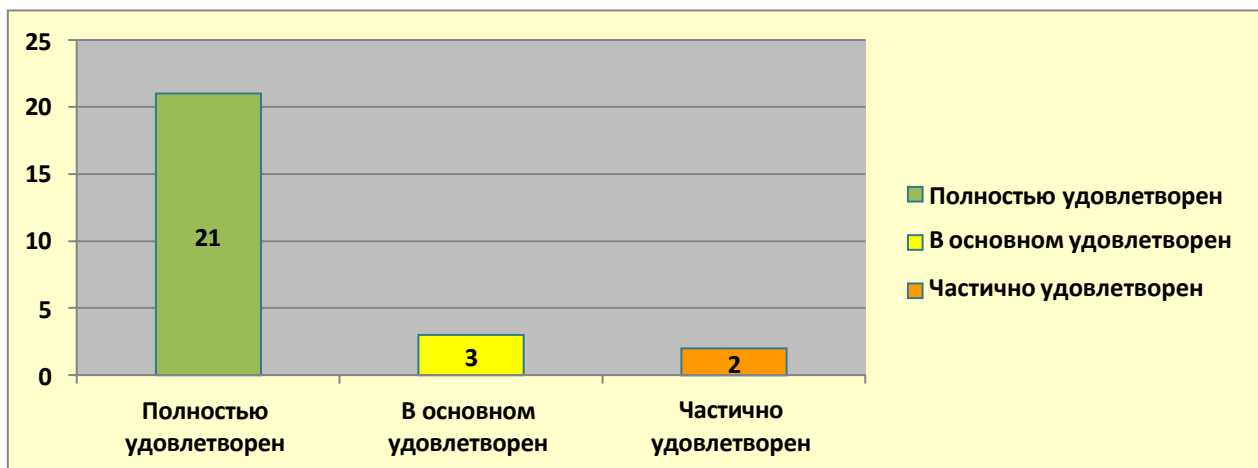 25
20
15
10
5
0
21
3
2
Полностью
удовлетворен
В основном
удовлетворен
Частично
удовлетворен
Полностью удовлетворен
В основном удовлетворен
Частично удовлетворен